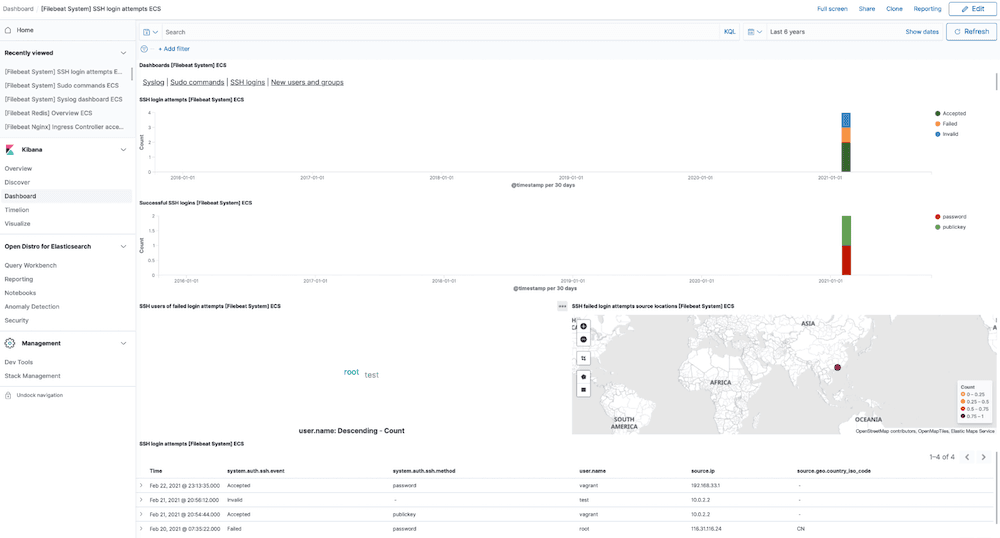 Dashboard / [Filebeat System] SSH login attempts ECS
Full screen Share Clone Reporting Edit
Home
Recently viewed
[Filebeat System] SSH login attempts E...
[Filebeat System] Sudo commands ECS
[Filebeat System] Syslog dashboard ECS
[Filebeat Redis] Overview ECS
[Filebeat Nginx] Ingress Controller acce...
Kibana
Overview
Discover
Dashboard
Timelion
Visualize
Open Distro for Elasticsearch
Query Workbench
Reporting
Notebooks
Anomaly Detection
Security
Management
Dev Tools
Stack Management
Undock navigation
Search KQL Last 6 years Show dates Refresh
+ Add filter
Dashboards [Filebeat System] ECS
Syslog | Sudo commands | SSH logins | New users and groups
SSH login attempts [Filebeat System] ECS
Count
4
3
2
1
0
2016-01-01 2017-01-01 2018-01-01 2019-01-01 2020-01-01 2021-01-01
@timestamp per 30 days
Accepted
Failed
Invalid
Successful SSH logins [Filebeat System] ECS
Count
2
1.5
1
0.5
0
2016-01-01 2017-01-01 2018-01-01 2019-01-01 2020-01-01 2021-01-01
@timestamp per 30 days
password
publickey
SSH users of failed login attempts [Filebeat System] ECS
root test
user.name: Descending - Count
SSH failed login attempts source locations [Filebeat System] ECS
ASIA
AFRICA
SOUTH
AMERICA
OCEANIA
Count
0 – 0.25
0.25 – 0.5
0.5 – 0.75
0.75 – 1
OpenStreetMap contributors, OpenMapTiles, Elastic Maps Service
SSH login attempts [Filebeat System] ECS
1–4 of 4
Time system.auth.ssh.event system.auth.ssh.method user.name source.ip source.geo.country_iso_code
Feb 22, 2021 @ 23:13:35.000 Accepted password vagrant 192.168.33.1 -
Feb 21, 2021 @ 20:56:12.000 Invalid - test 10.0.2.2 -
Feb 21, 2021 @ 20:54:44.000 Accepted publickey vagrant 10.0.2.2 -
Feb 20, 2021 @ 07:35:22.000 Failed password root 116.31.116.24 CN